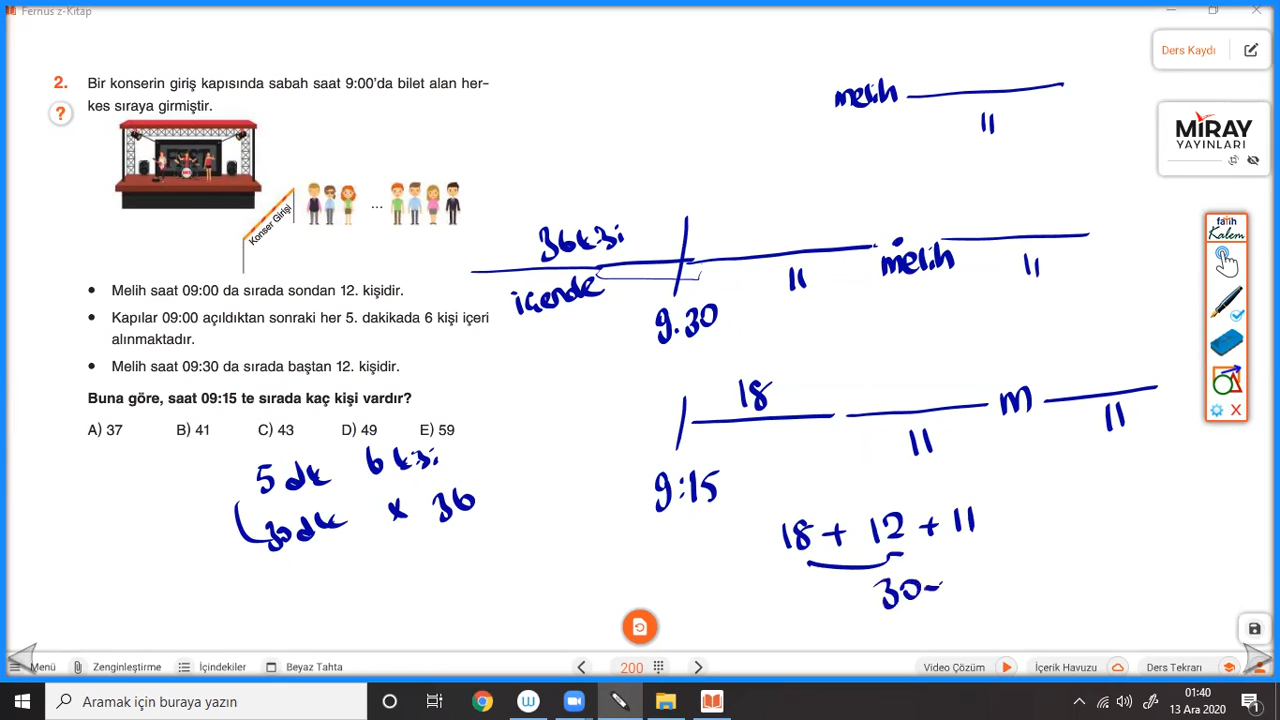 Fernus z-Kitap
Ders Kaydı
2. Bir konserin giriş kapısında sabah saat 9:00'da bilet alan her-
kes sıraya girmiştir.
?
melih
11
MİRAY
YAYINLARI
Konser Girişi
...
fatih
Kalem
36 kişi
içerde
9.30
11
melih
11
• Melih saat 09:00 da sırada sondan 12. kişidir.
• Kapılar 09:00 açıldıktan sonraki her 5. dakikada 6 kişi içeri
alınmaktadır.
• Melih saat 09:30 da sırada baştan 12. kişidir.
Buna göre, saat 09:15 te sırada kaç kişi vardır?
A) 37 B) 41 C) 43 D) 49 E) 59
5 dk 6 kişi
30 dk x 36
18
11
m
11
9:15
18 + 12 + 11
30-
Menü Zenginleştirme İçindekiler Beyaz Tahta 200 Video Çözüm İçerik Havuzu Ders Tekrarı
Aramak için buraya yazın
01:40
13 Ara 2020
1